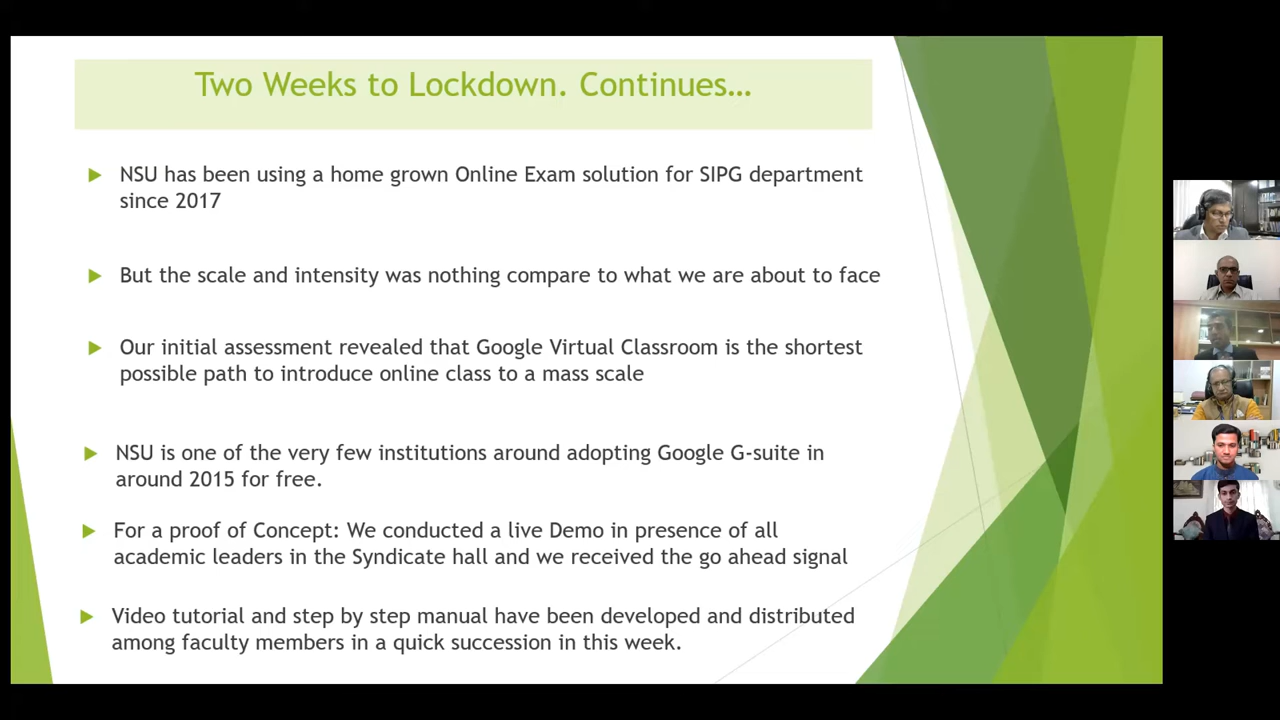 Two Weeks to Lockdown. Continues…
NSU has been using a home grown Online Exam solution for SIPG department
since 2017
But the scale and intensity was nothing compare to what we are about to face
Our initial assessment revealed that Google Virtual Classroom is the shortest
possible path to introduce online class to a mass scale
NSU is one of the very few institutions around adopting Google G-suite in
around 2015 for free.
For a proof of Concept: We conducted a live Demo in presence of all
academic leaders in the Syndicate hall and we received the go ahead signal
Video tutorial and step by step manual have been developed and distributed
among faculty members in a quick succession in this week.